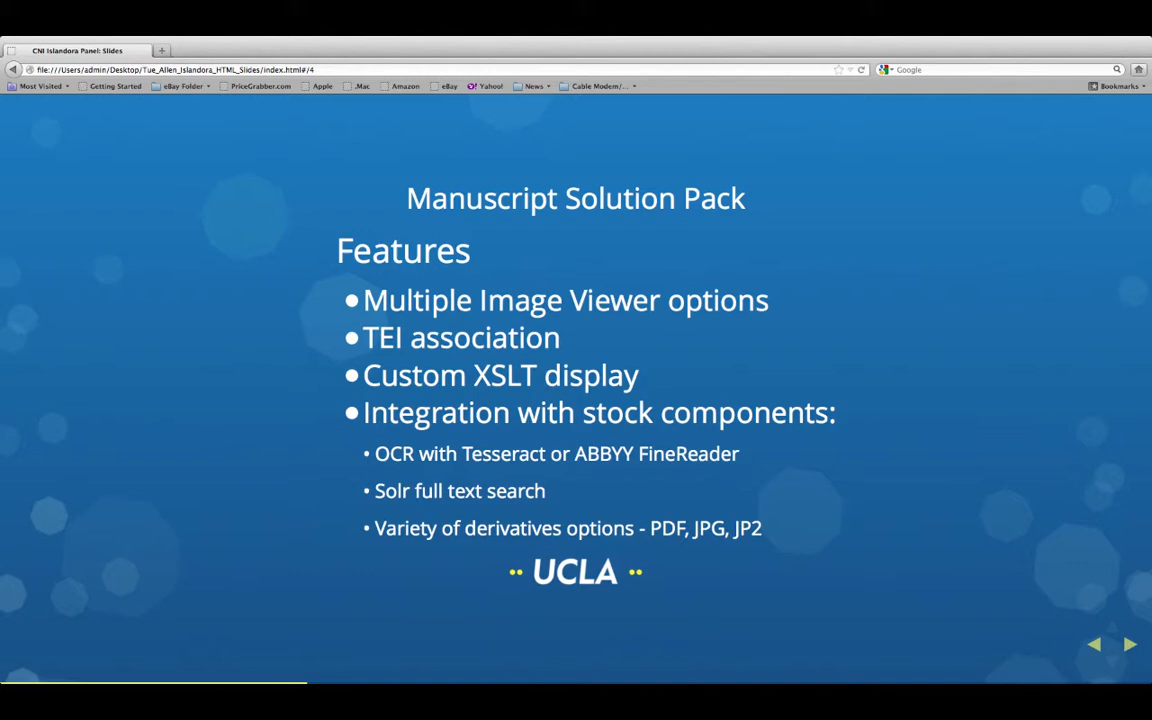 CNI Islandora Panel: Slides
file:///Users/admin/Desktop/Tue_Allen_Islandora_HTML_Slides/index.html#/4
Google
Most Visited
Getting Started
eBay Folder
PriceGrabber.com
Apple
.Mac
Amazon
eBay
Yahoo!
News
Cable Modem/...
Bookmarks
Manuscript Solution Pack
Features
•Multiple Image Viewer options
•TEI association
•Custom XSLT display
•Integration with stock components:
• OCR with Tesseract or ABBYY FineReader
• Solr full text search
• Variety of derivatives options - PDF, JPG, JP2
•• UCLA ••